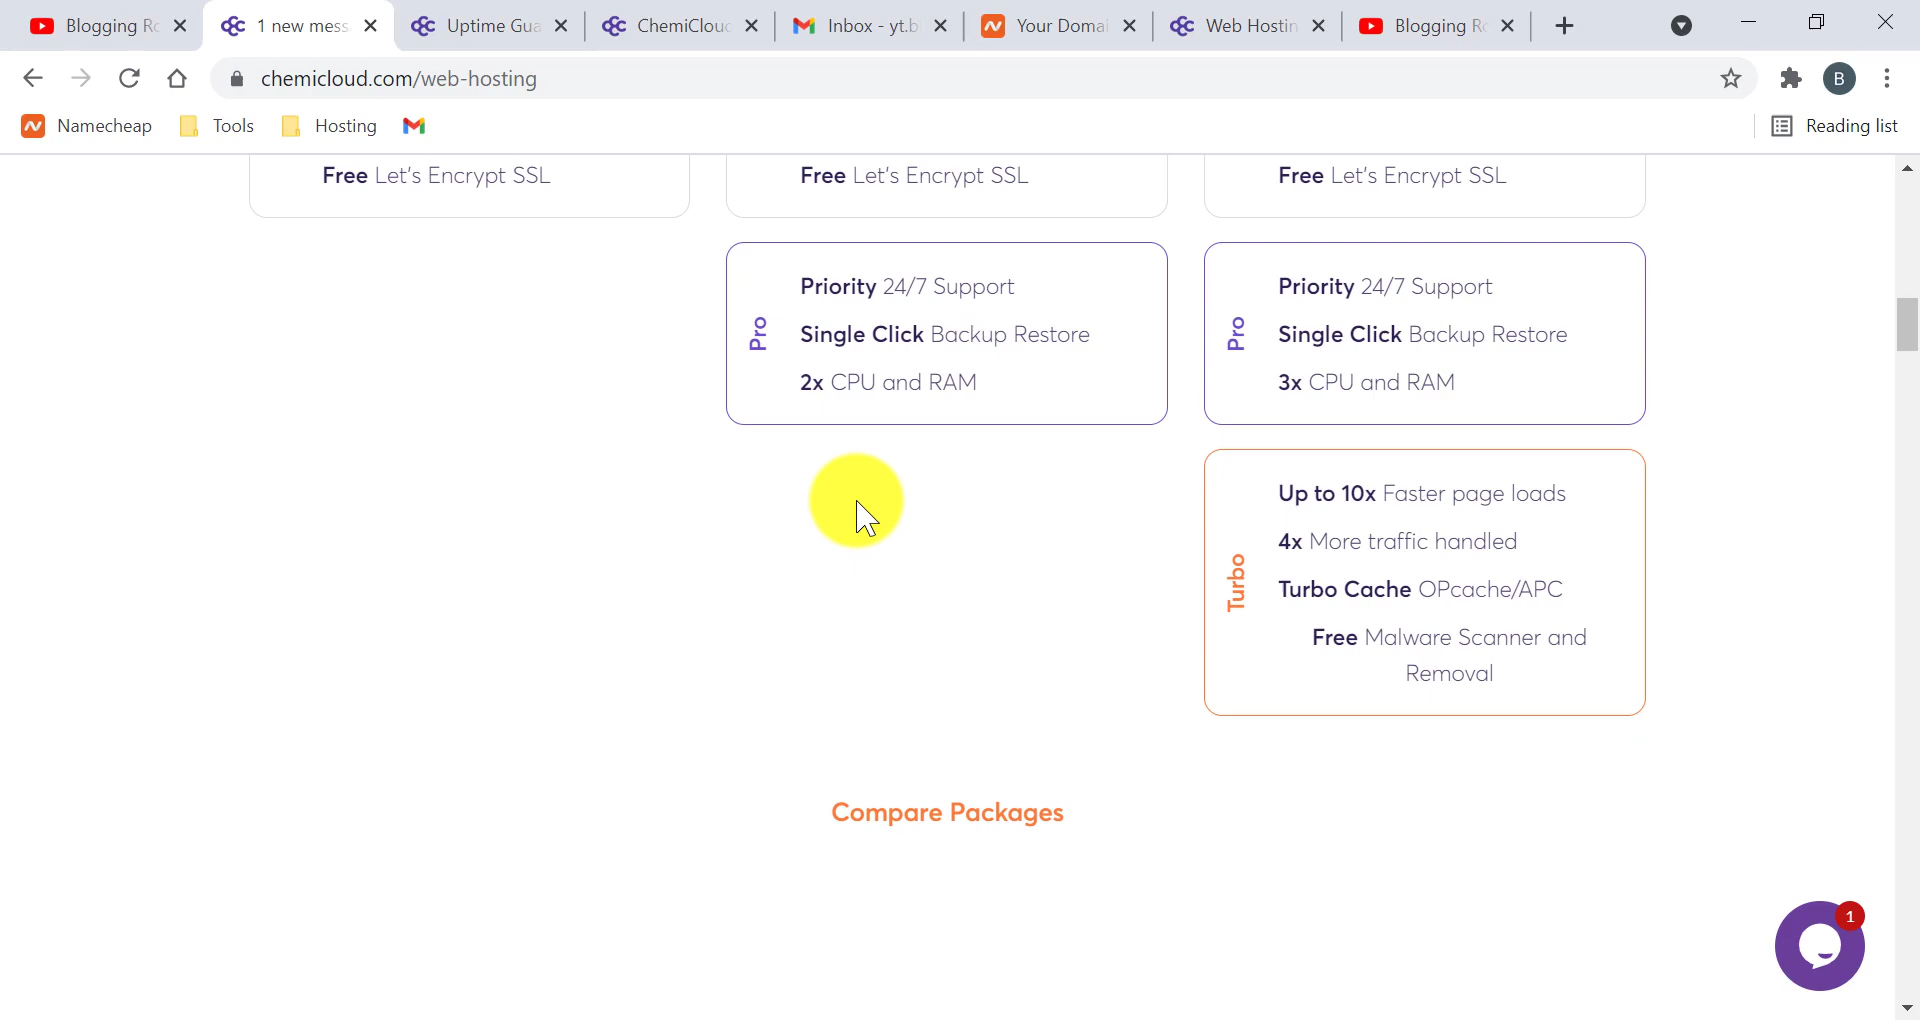 Blogging Ro
1 new mess
Uptime Gua
ChemiClouc
Inbox - yt.b
Your Domai
Web Hostin
Blogging Ro
B
chemicloud.com/web-hosting
Namecheap
Tools
Hosting
Reading list
Free Let's Encrypt SSL
Free Let's Encrypt SSL
Free Let's Encrypt SSL
Pro
Priority 24/7 Support
Single Click Backup Restore
2x CPU and RAM
Pro
Priority 24/7 Support
Single Click Backup Restore
3x CPU and RAM
Turbo
Up to 10x Faster page loads
4x More traffic handled
Turbo Cache OPcache/APC
Free Malware Scanner and
Removal
Compare Packages
1